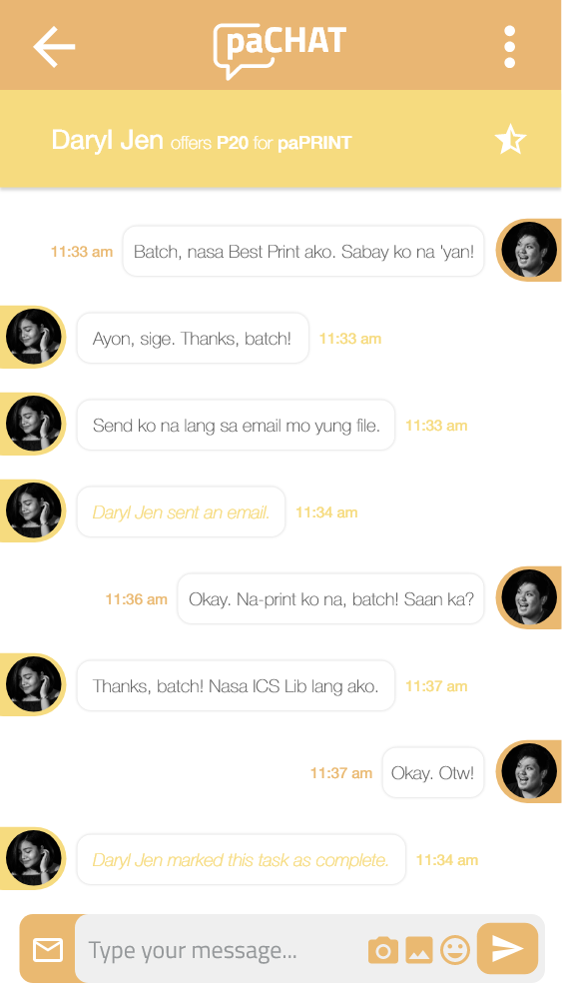 paCHAT
Daryl Jen offers P20 for paPRINT
11:33 am Batch, nasa Best Print ako. Sabay ko na 'yan!
Ayon, sige. Thanks, batch! 11:33 am
Send ko na lang sa email mo yung file. 11:33 am
Daryl Jen sent an email. 11:34 am
11:36 am Okay. Na-print ko na, batch! Saan ka?
Thanks, batch! Nasa ICS Lib lang ako. 11:37 am
11:37 am Okay. Otw!
Daryl Jen marked this task as complete. 11:34 am
Type your message...